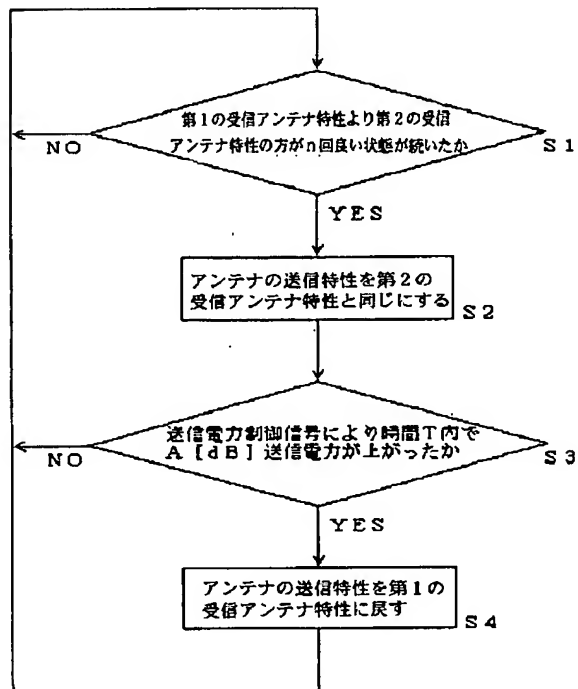 第1の受信アンテナ特性より第2の受信
アンテナ特性の方がn回良い状態が続いたか
NO
S1
YES
アンテナの送信特性を第2の
受信アンテナ特性と同じにする
S2
送信電力制御信号により時間T内で
A [dB] 送信電力が上がったか
NO
S3
YES
アンテナの送信特性を第1の
受信アンテナ特性に戻す
S4